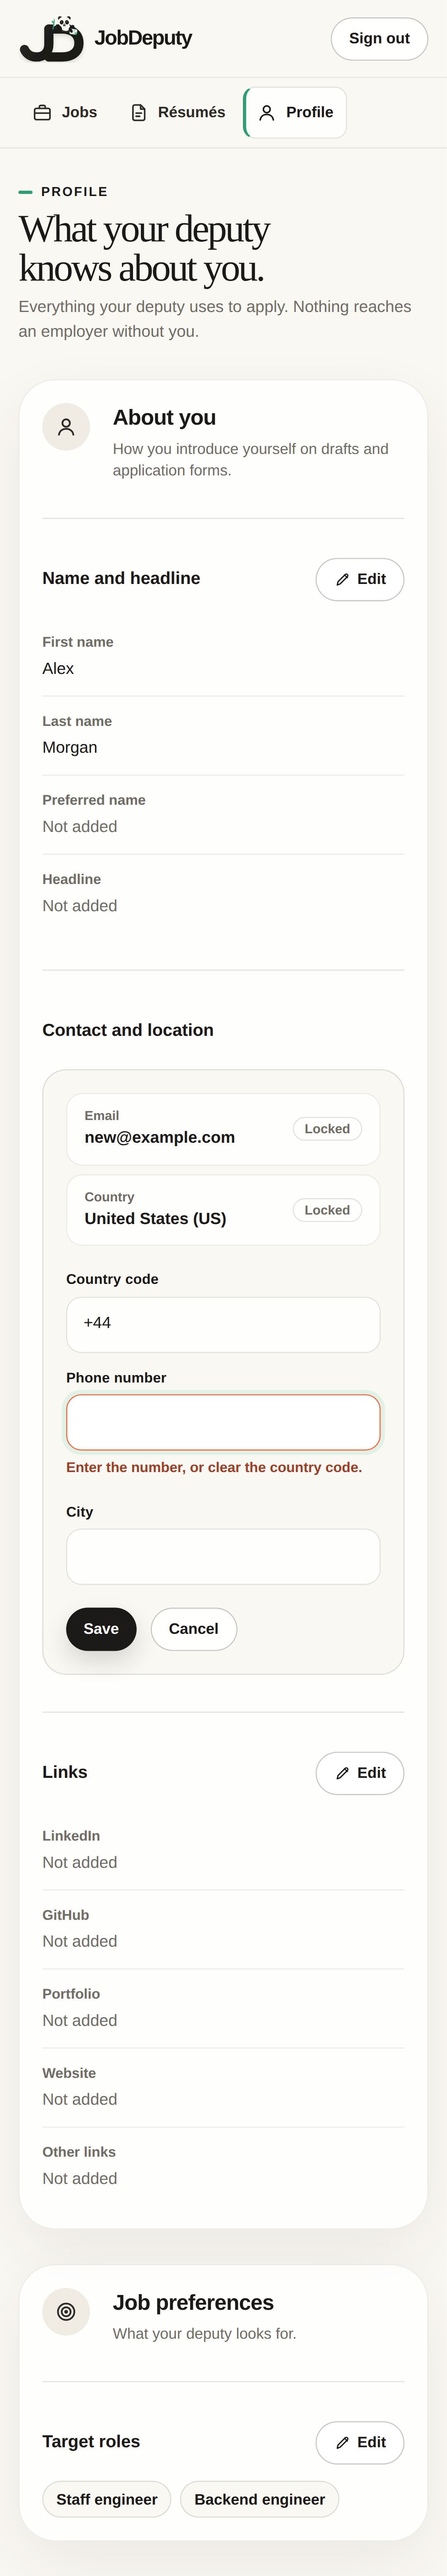 JobDeputy
Sign out
Jobs
Résumés
Profile
PROFILE
What your deputy
knows about you.
Everything your deputy uses to apply. Nothing reaches
an employer without you.
About you
How you introduce yourself on drafts and
application forms.
Name and headline
Edit
First name
Alex
Last name
Morgan
Preferred name
Not added
Headline
Not added
Contact and location
Email
new@example.com
Locked
Country
United States (US)
Locked
Country code
+44
Phone number
Enter the number, or clear the country code.
City
Save
Cancel
Links
Edit
LinkedIn
Not added
GitHub
Not added
Portfolio
Not added
Website
Not added
Other links
Not added
Job preferences
What your deputy looks for.
Target roles
Edit
Staff engineer
Backend engineer